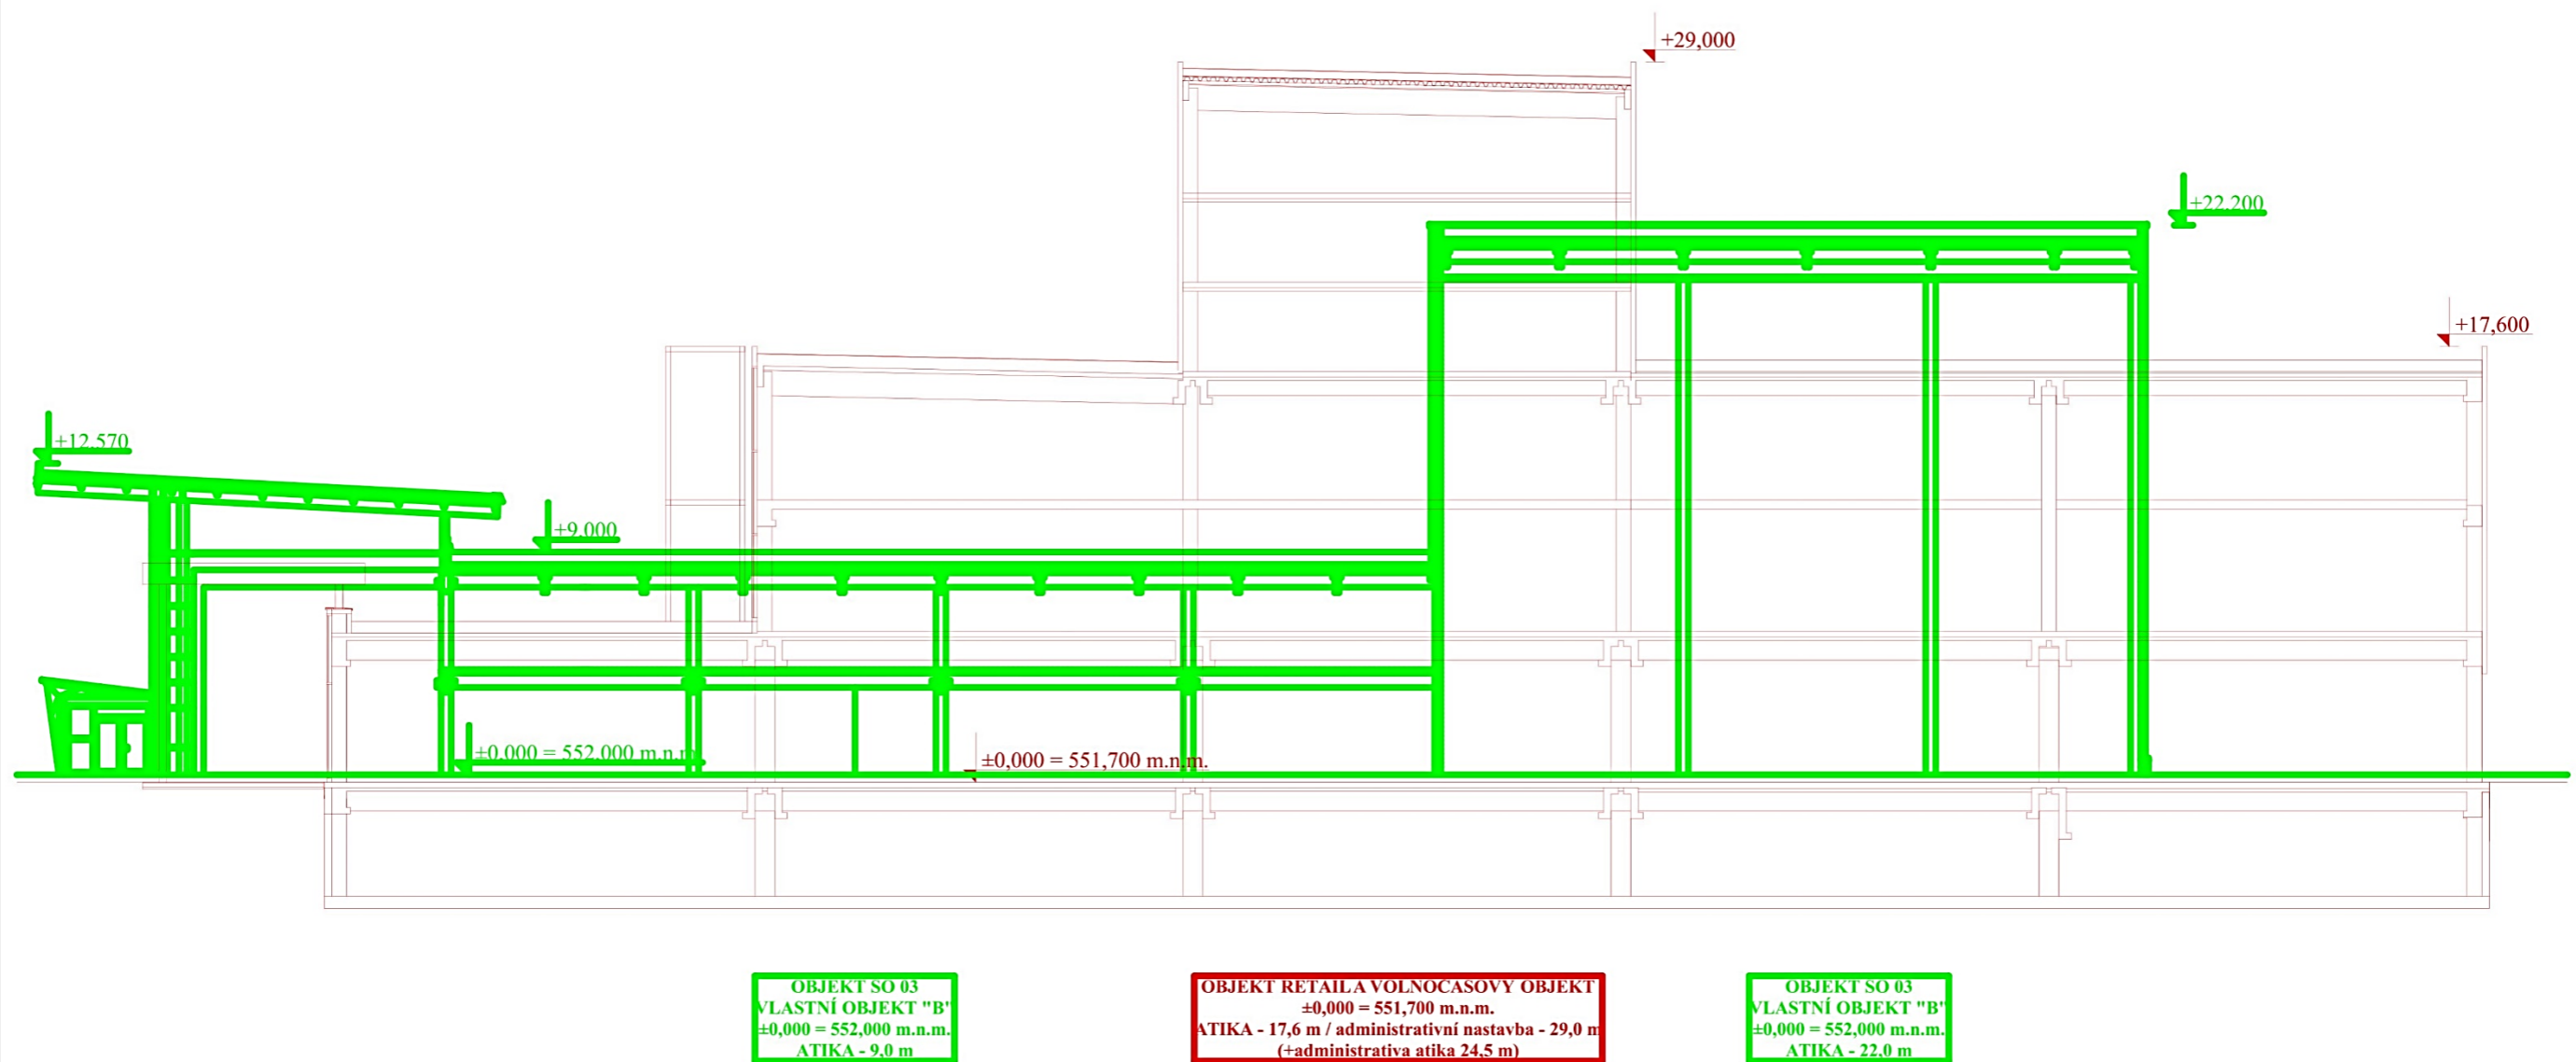 +29,000
+22,200
+17,600
+12,570
+9,000
±0,000 = 552,000 m.n.m.
±0,000 = 551,700 m.n.m.
OBJEKT SO 03
VLASTNÍ OBJEKT "B"
±0,000 = 552,000 m.n.m.
ATIKA - 9,0 m
OBJEKT RETAIL A VOLNOČASOVÝ OBJEKT
±0,000 = 551,700 m.n.m.
ATIKA - 17,6 m / administrativní nastavba - 29,0 m
(+administrativa atika 24,5 m)
OBJEKT SO 03
VLASTNÍ OBJEKT "B"
±0,000 = 552,000 m.n.m.
ATIKA - 22,0 m